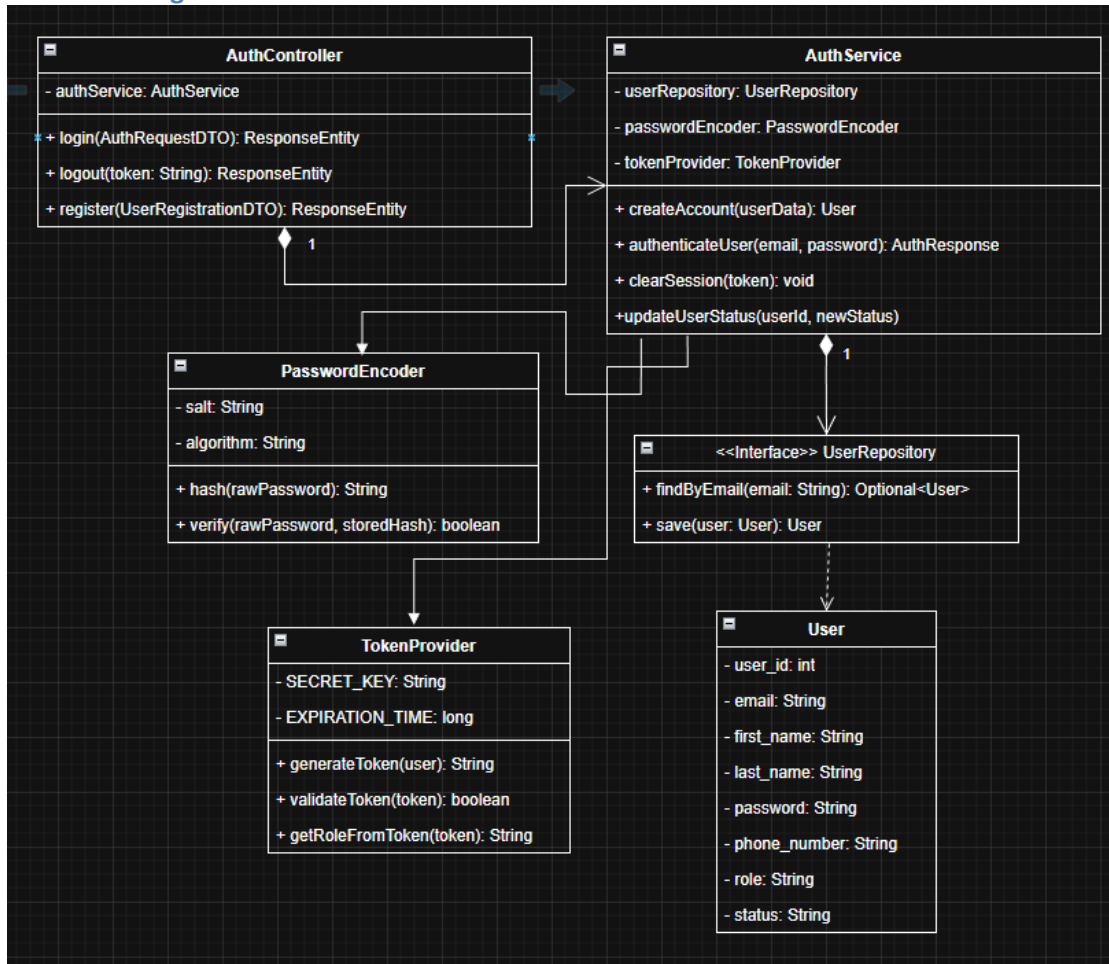 AuthController
- authService: AuthService
+ login(AuthRequestDTO): ResponseEntity
+ logout(token: String): ResponseEntity
+ register(UserRegistrationDTO): ResponseEntity
1
AuthService
- userRepository: UserRepository
- passwordEncoder: PasswordEncoder
- tokenProvider: TokenProvider
+ createAccount(userData): User
+ authenticateUser(email, password): AuthResponse
+ clearSession(token): void
+updateUserStatus(userId, newStatus)
1
PasswordEncoder
- salt: String
- algorithm: String
+ hash(rawPassword): String
+ verify(rawPassword, storedHash): boolean
<<Interface>> UserRepository
+ findByEmail(email: String): Optional<User>
+ save(user: User): User
TokenProvider
- SECRET_KEY: String
- EXPIRATION_TIME: long
+ generateToken(user): String
+ validateToken(token): boolean
+ getRoleFromToken(token): String
User
- user_id: int
- email: String
- first_name: String
- last_name: String
- password: String
- phone_number: String
- role: String
- status: String